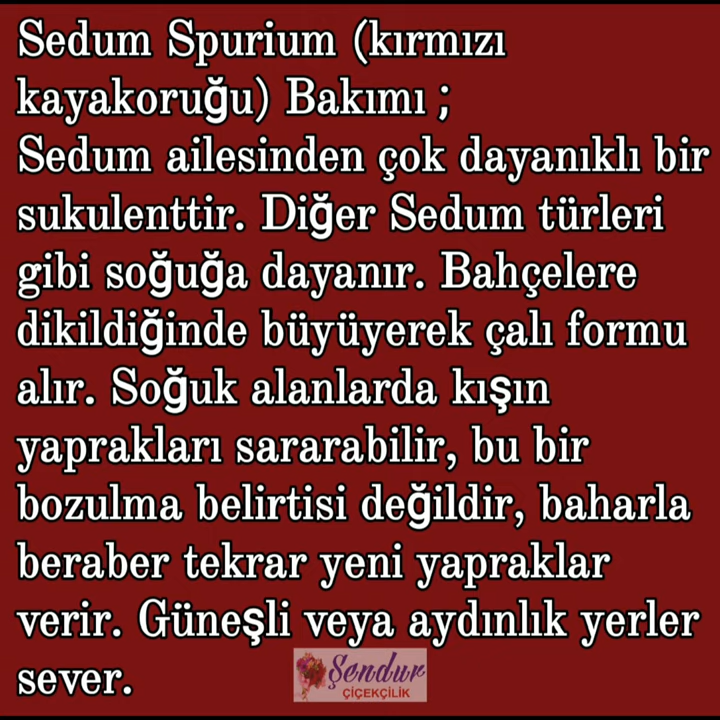 Sedum Spurium (kırmızı
kayakoruğu) Bakımı ;
Sedum ailesinden çok dayanıklı bir
sukulenttir. Diğer Sedum türleri
gibi soğuğa dayanır. Bahçelere
dikildiğinde büyüyerek çalı formu
alır. Soğuk alanlarda kışın
yaprakları sararabilir, bu bir
bozulma belirtisi değildir, baharla
beraber tekrar yeni yapraklar
verir. Güneşli veya aydınlık yerler
sever.
Şendur
ÇİÇEKÇİLİK